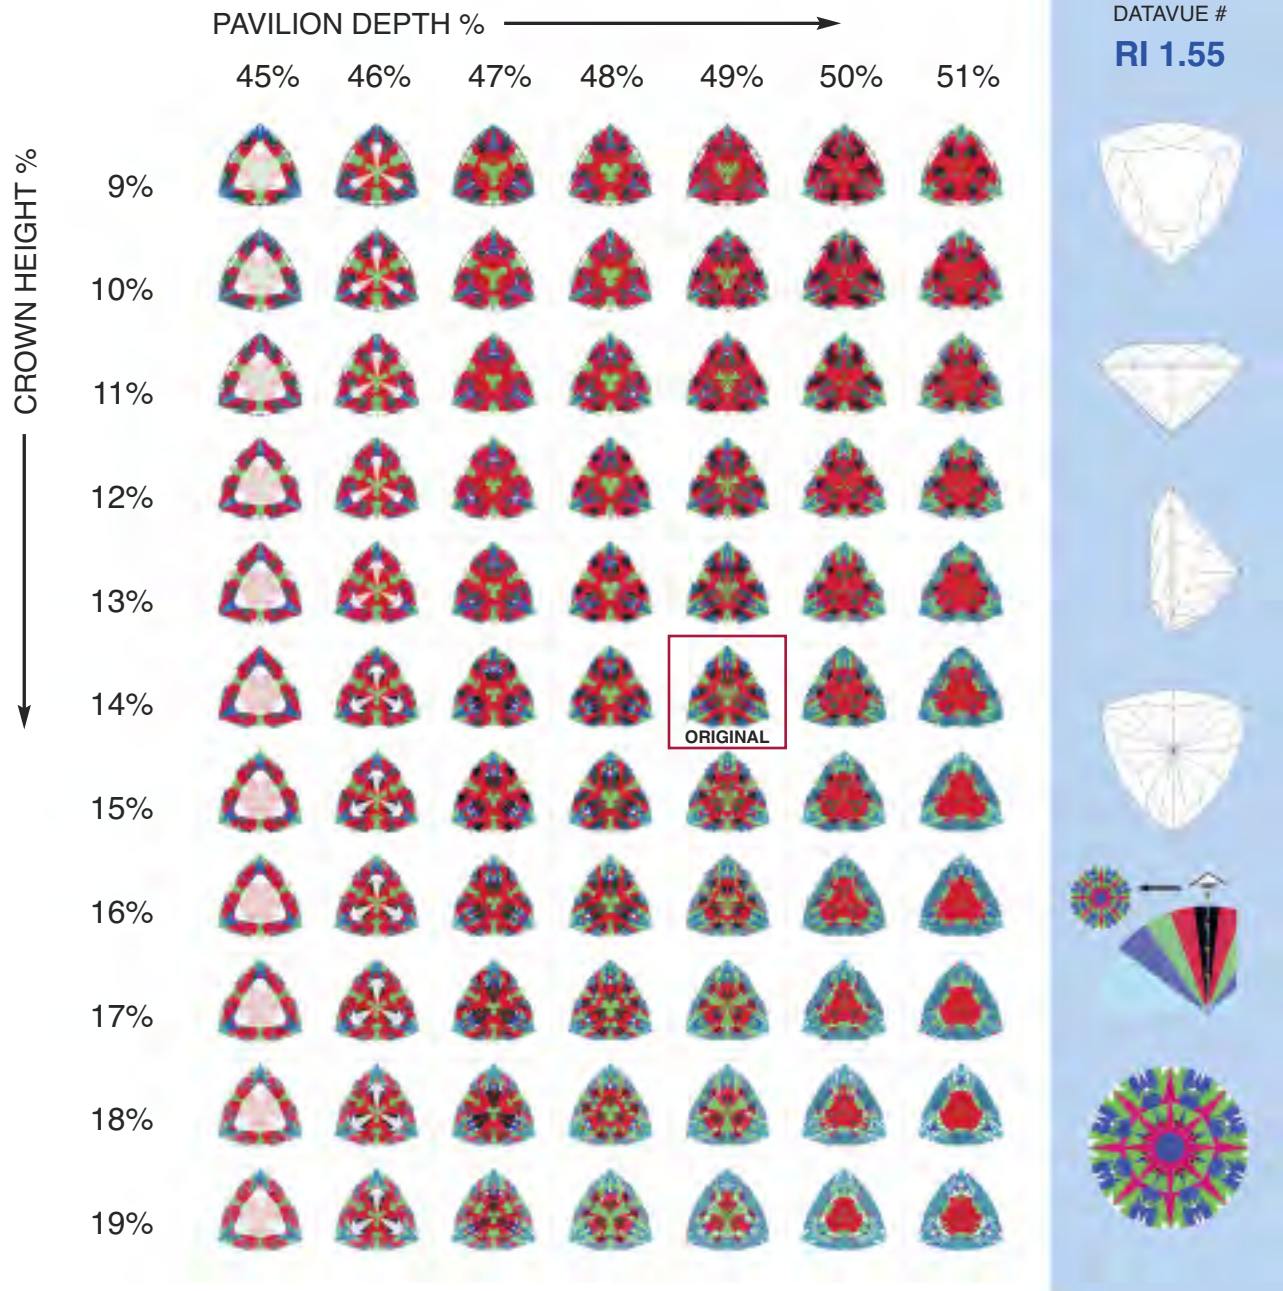 PAVILION DEPTH %
45% 46% 47% 48% 49% 50% 51%
CROWN HEIGHT %
9%
10%
11%
12%
13%
14%
ORIGINAL
15%
16%
17%
18%
19%
DATAVUE #
RI 1.55